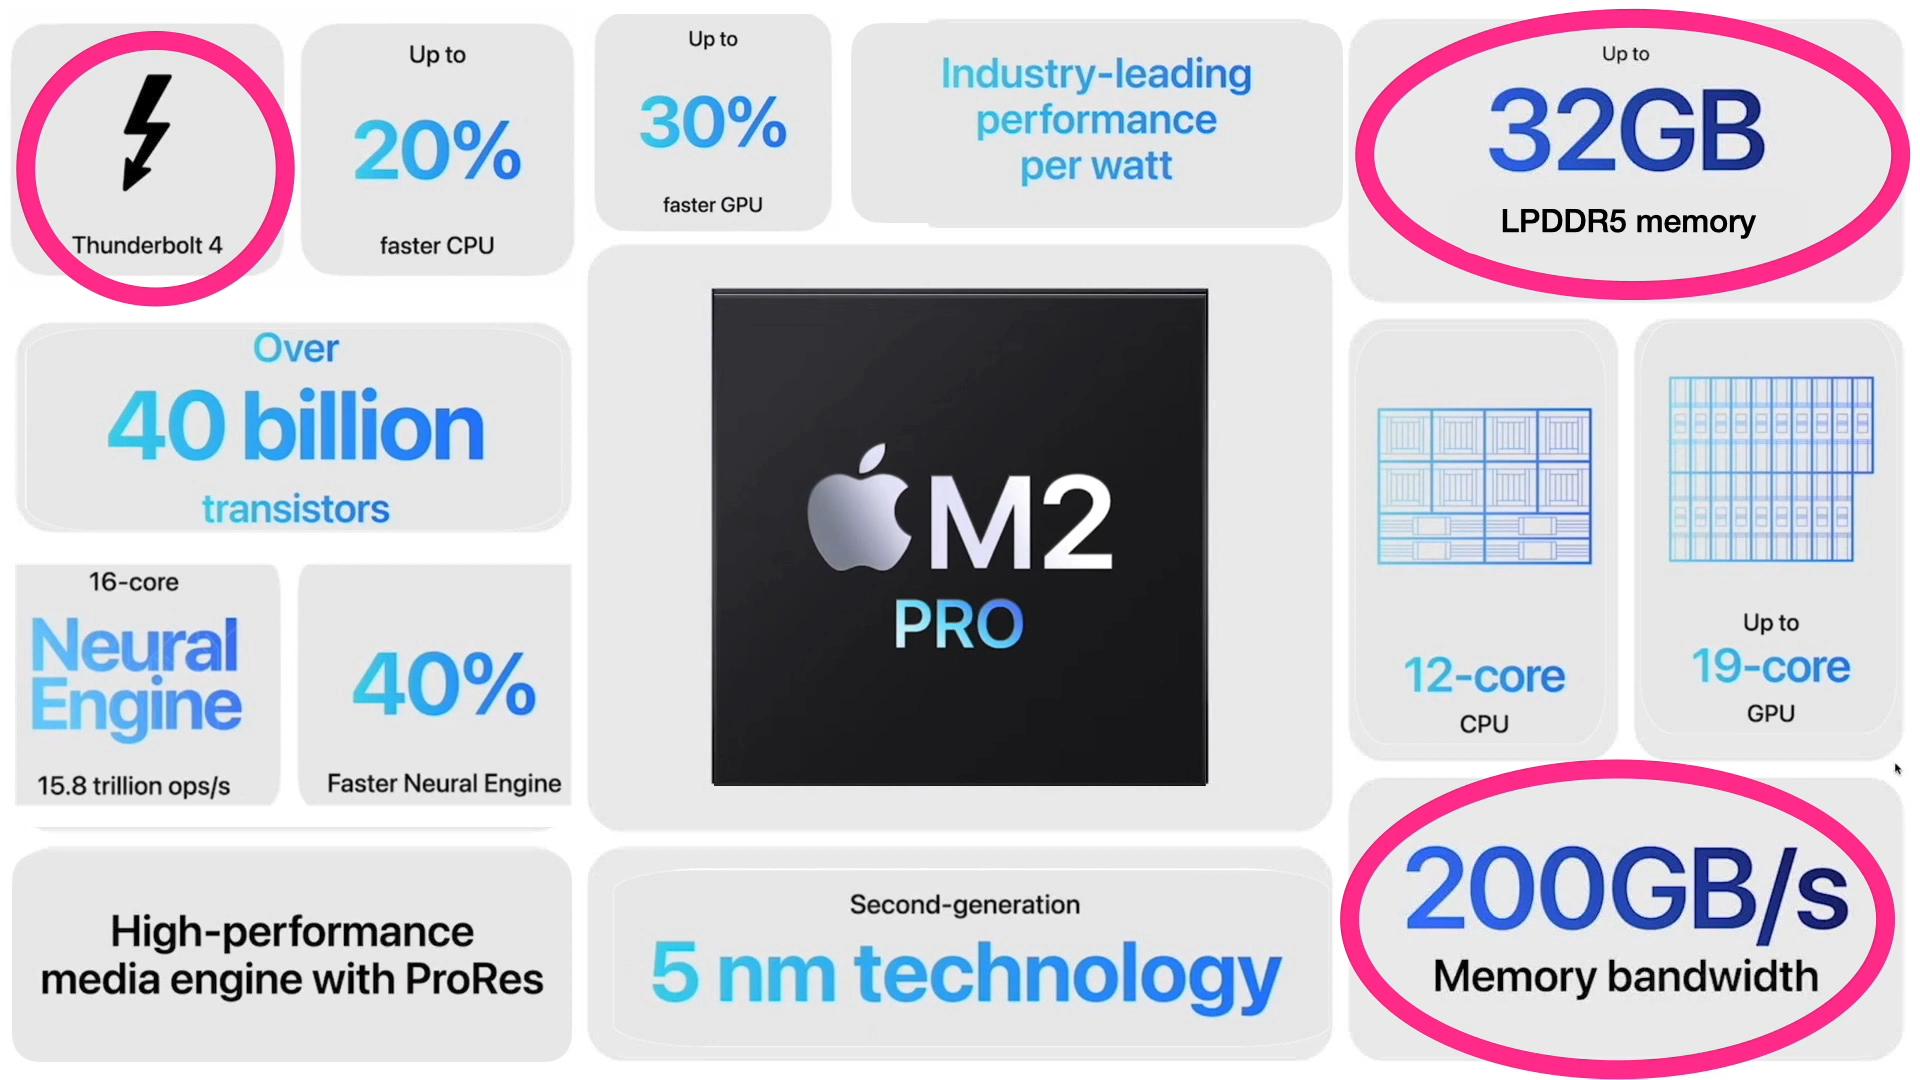 Thunderbolt 4
Up to
20%
faster CPU
Up to
30%
faster GPU
Industry-leading
performance
per watt
Up to
32GB
LPDDR5 memory
Over
40 billion
transistors
M2
PRO
12-core
CPU
Up to
19-core
GPU
16-core
Neural
Engine
15.8 trillion ops/s
40%
Faster Neural Engine
High-performance
media engine with ProRes
Second-generation
5 nm technology
200GB/s
Memory bandwidth